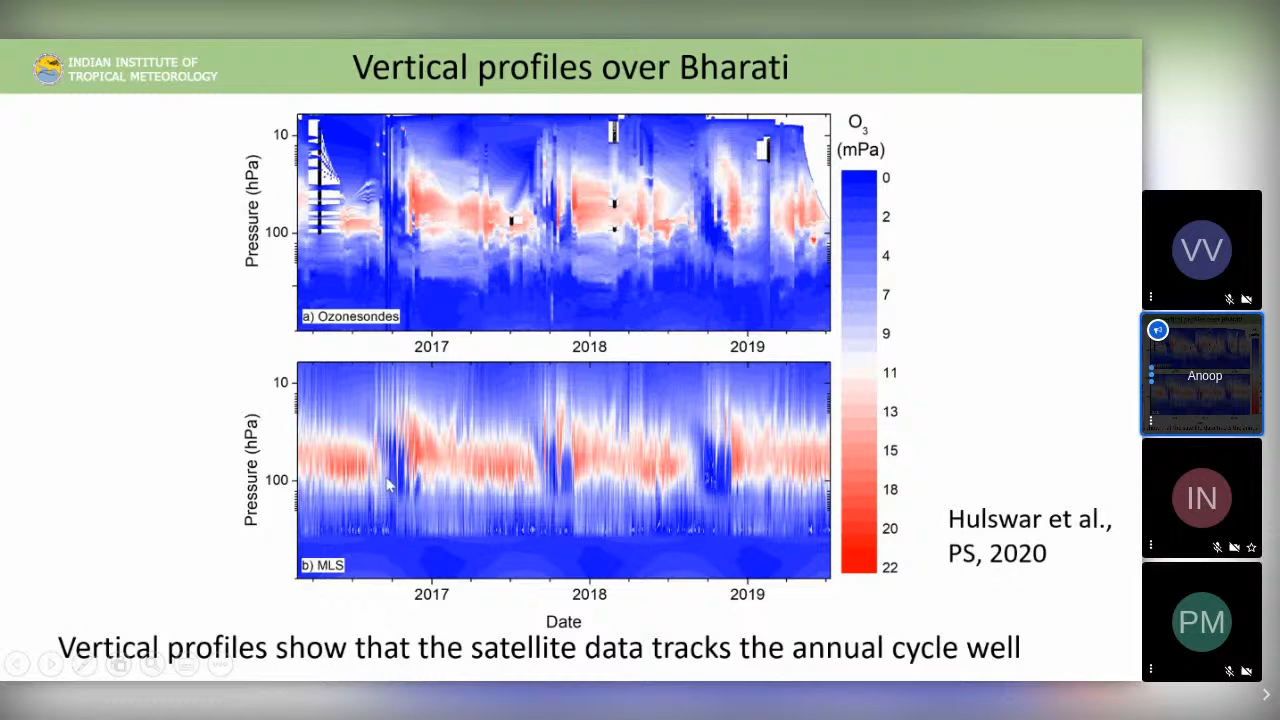 INDIAN INSTITUTE OF
TROPICAL METEOROLOGY
Vertical profiles over Bharati
O3
(mPa)
10
100
Pressure (hPa)
a) Ozonesondes
2017
2018
2019
0
2
4
7
9
11
13
15
18
20
22
10
100
Pressure (hPa)
b) MLS
2017
2018
2019
Date
Hulswar et al.,
PS, 2020
Vertical profiles show that the satellite data tracks the annual cycle well
VV
Anoop
IN
PM